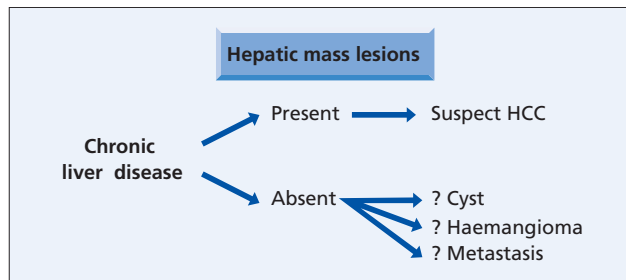 Hepatic mass lesions
Present
Suspect HCC
Chronic
liver disease
Absent
? Cyst
? Haemangioma
? Metastasis